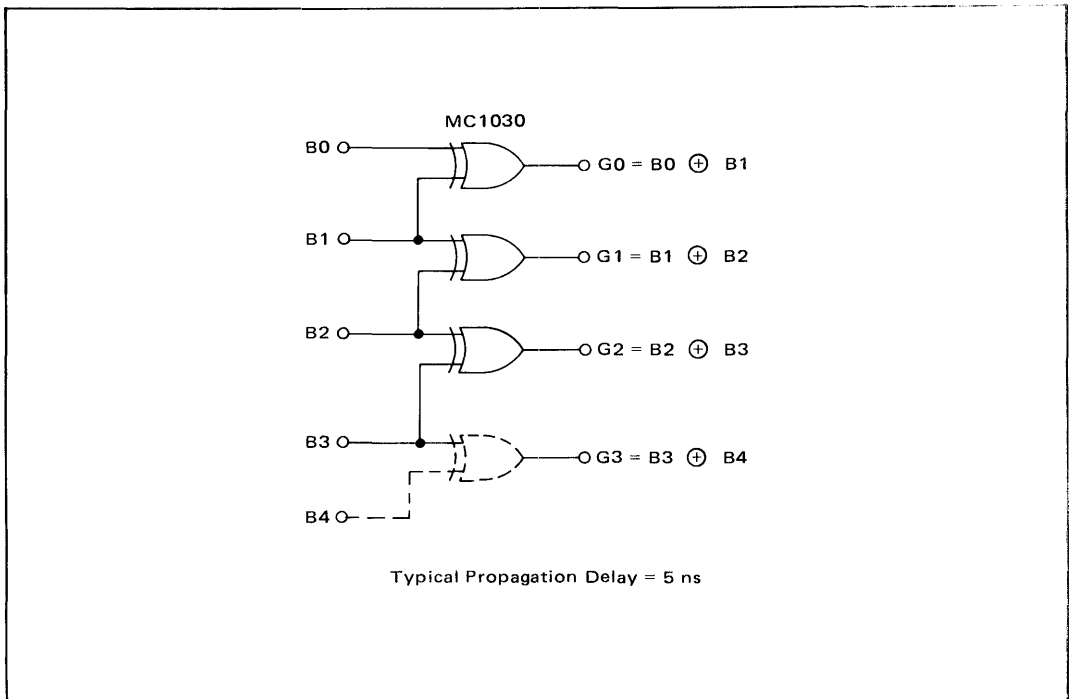 MC1030
B0
G0 = B0 ⊕ B1
B1
G1 = B1 ⊕ B2
B2
G2 = B2 ⊕ B3
B3
G3 = B3 ⊕ B4
B4
Typical Propagation Delay = 5 ns